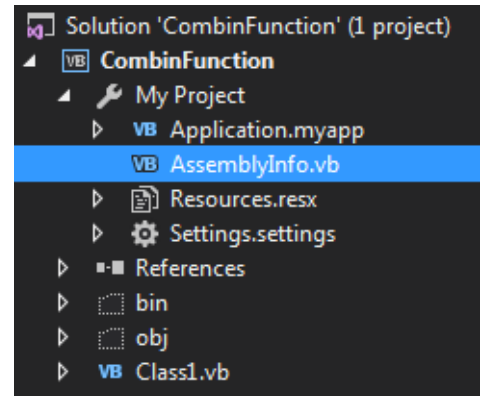 Solution 'CombinFunction' (1 project)
VB CombinFunction
My Project
VB Application.myapp
VB AssemblyInfo.vb
Resources.resx
Settings.settings
References
bin
obj
VB Class1.vb